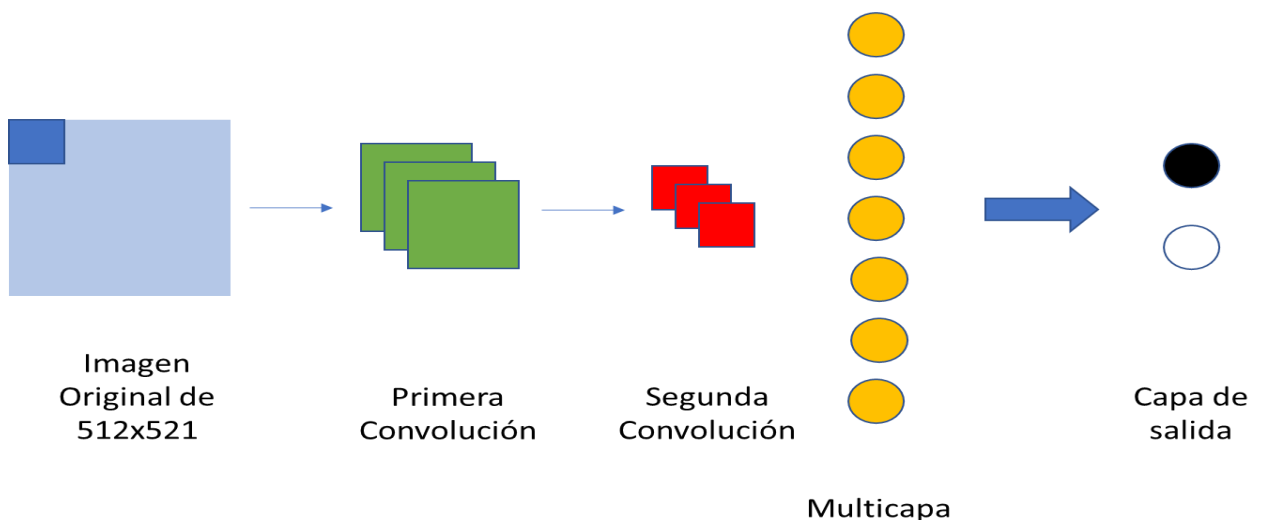 Imagen
Original de
512x521
Primera
Convolución
Segunda
Convolución
Multicapa
Capa de
salida